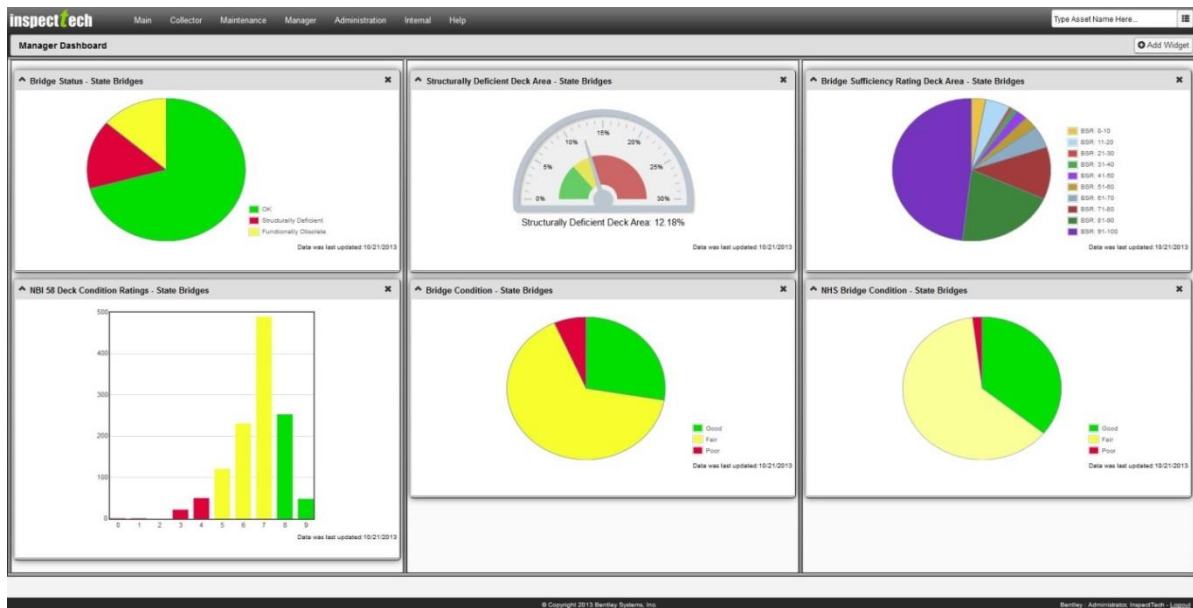 inspecttech Main Collector Maintenance Manager Administration Internal Help Type Asset Name Here...
Manager Dashboard Add Widget
Bridge Status - State Bridges
OK
Structurally Deficient
Functionally Obsolete
Data was last updated:10/21/2013
Structurally Deficient Deck Area - State Bridges
0%
5%
10%
15%
20%
25%
30%
Structurally Deficient Deck Area: 12.18%
Data was last updated:10/21/2013
Bridge Sufficiency Rating Deck Area - State Bridges
BSR: 0-10
BSR: 11-20
BSR: 21-30
BSR: 31-40
BSR: 41-50
BSR: 51-60
BSR: 61-70
BSR: 71-80
BSR: 81-90
BSR: 91-100
Data was last updated:10/21/2013
NBI 58 Deck Condition Ratings - State Bridges
500
400
300
200
100
0
0 1 2 3 4 5 6 7 8 9
Data was last updated:10/21/2013
Bridge Condition - State Bridges
Good
Fair
Poor
Data was last updated:10/21/2013
NHS Bridge Condition - State Bridges
Good
Fair
Poor
Data was last updated:10/21/2013
© Copyright 2013 Bentley Systems, Inc. Bentley : Administrator, InspectTech - Logout